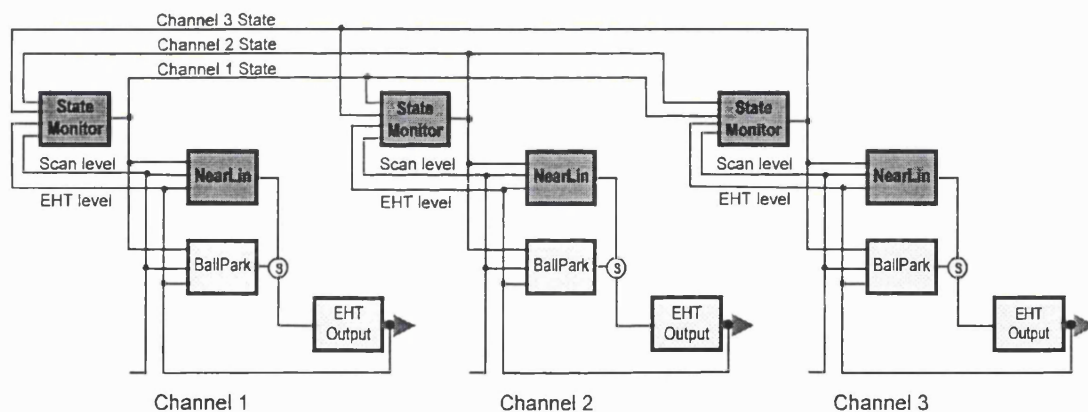 Channel 3 State
Channel 2 State
Channel 1 State
State
Monitor
State
Monitor
State
Monitor
Scan level
NearLin
Scan level
NearLin
Scan level
NearLin
EHT level
EHT level
EHT level
BallPark
S
BallPark
S
BallPark
S
EHT
Output
EHT
Output
EHT
Output
Channel 1
Channel 2
Channel 3